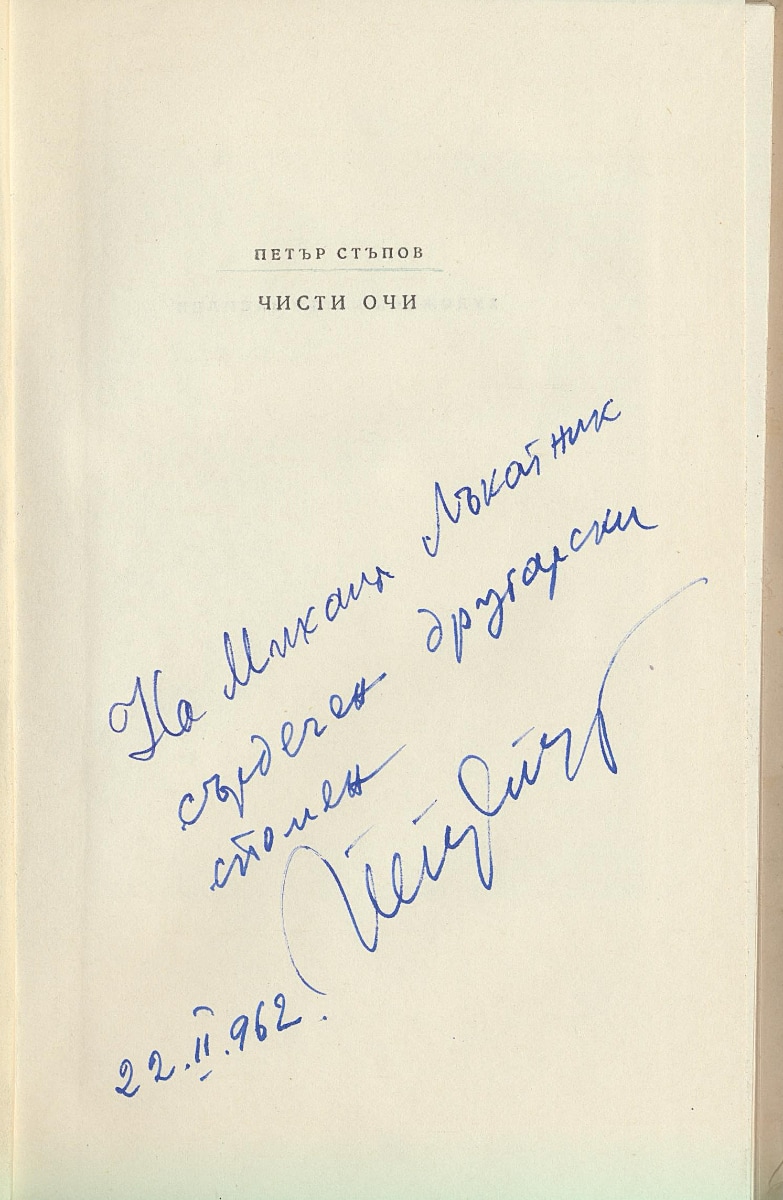 ПЕТЪР СТЪПОВ
ЧИСТИ ОЧИ
На Михаил Лъкатник
сърдечен другарски
спомен
22.II.962.